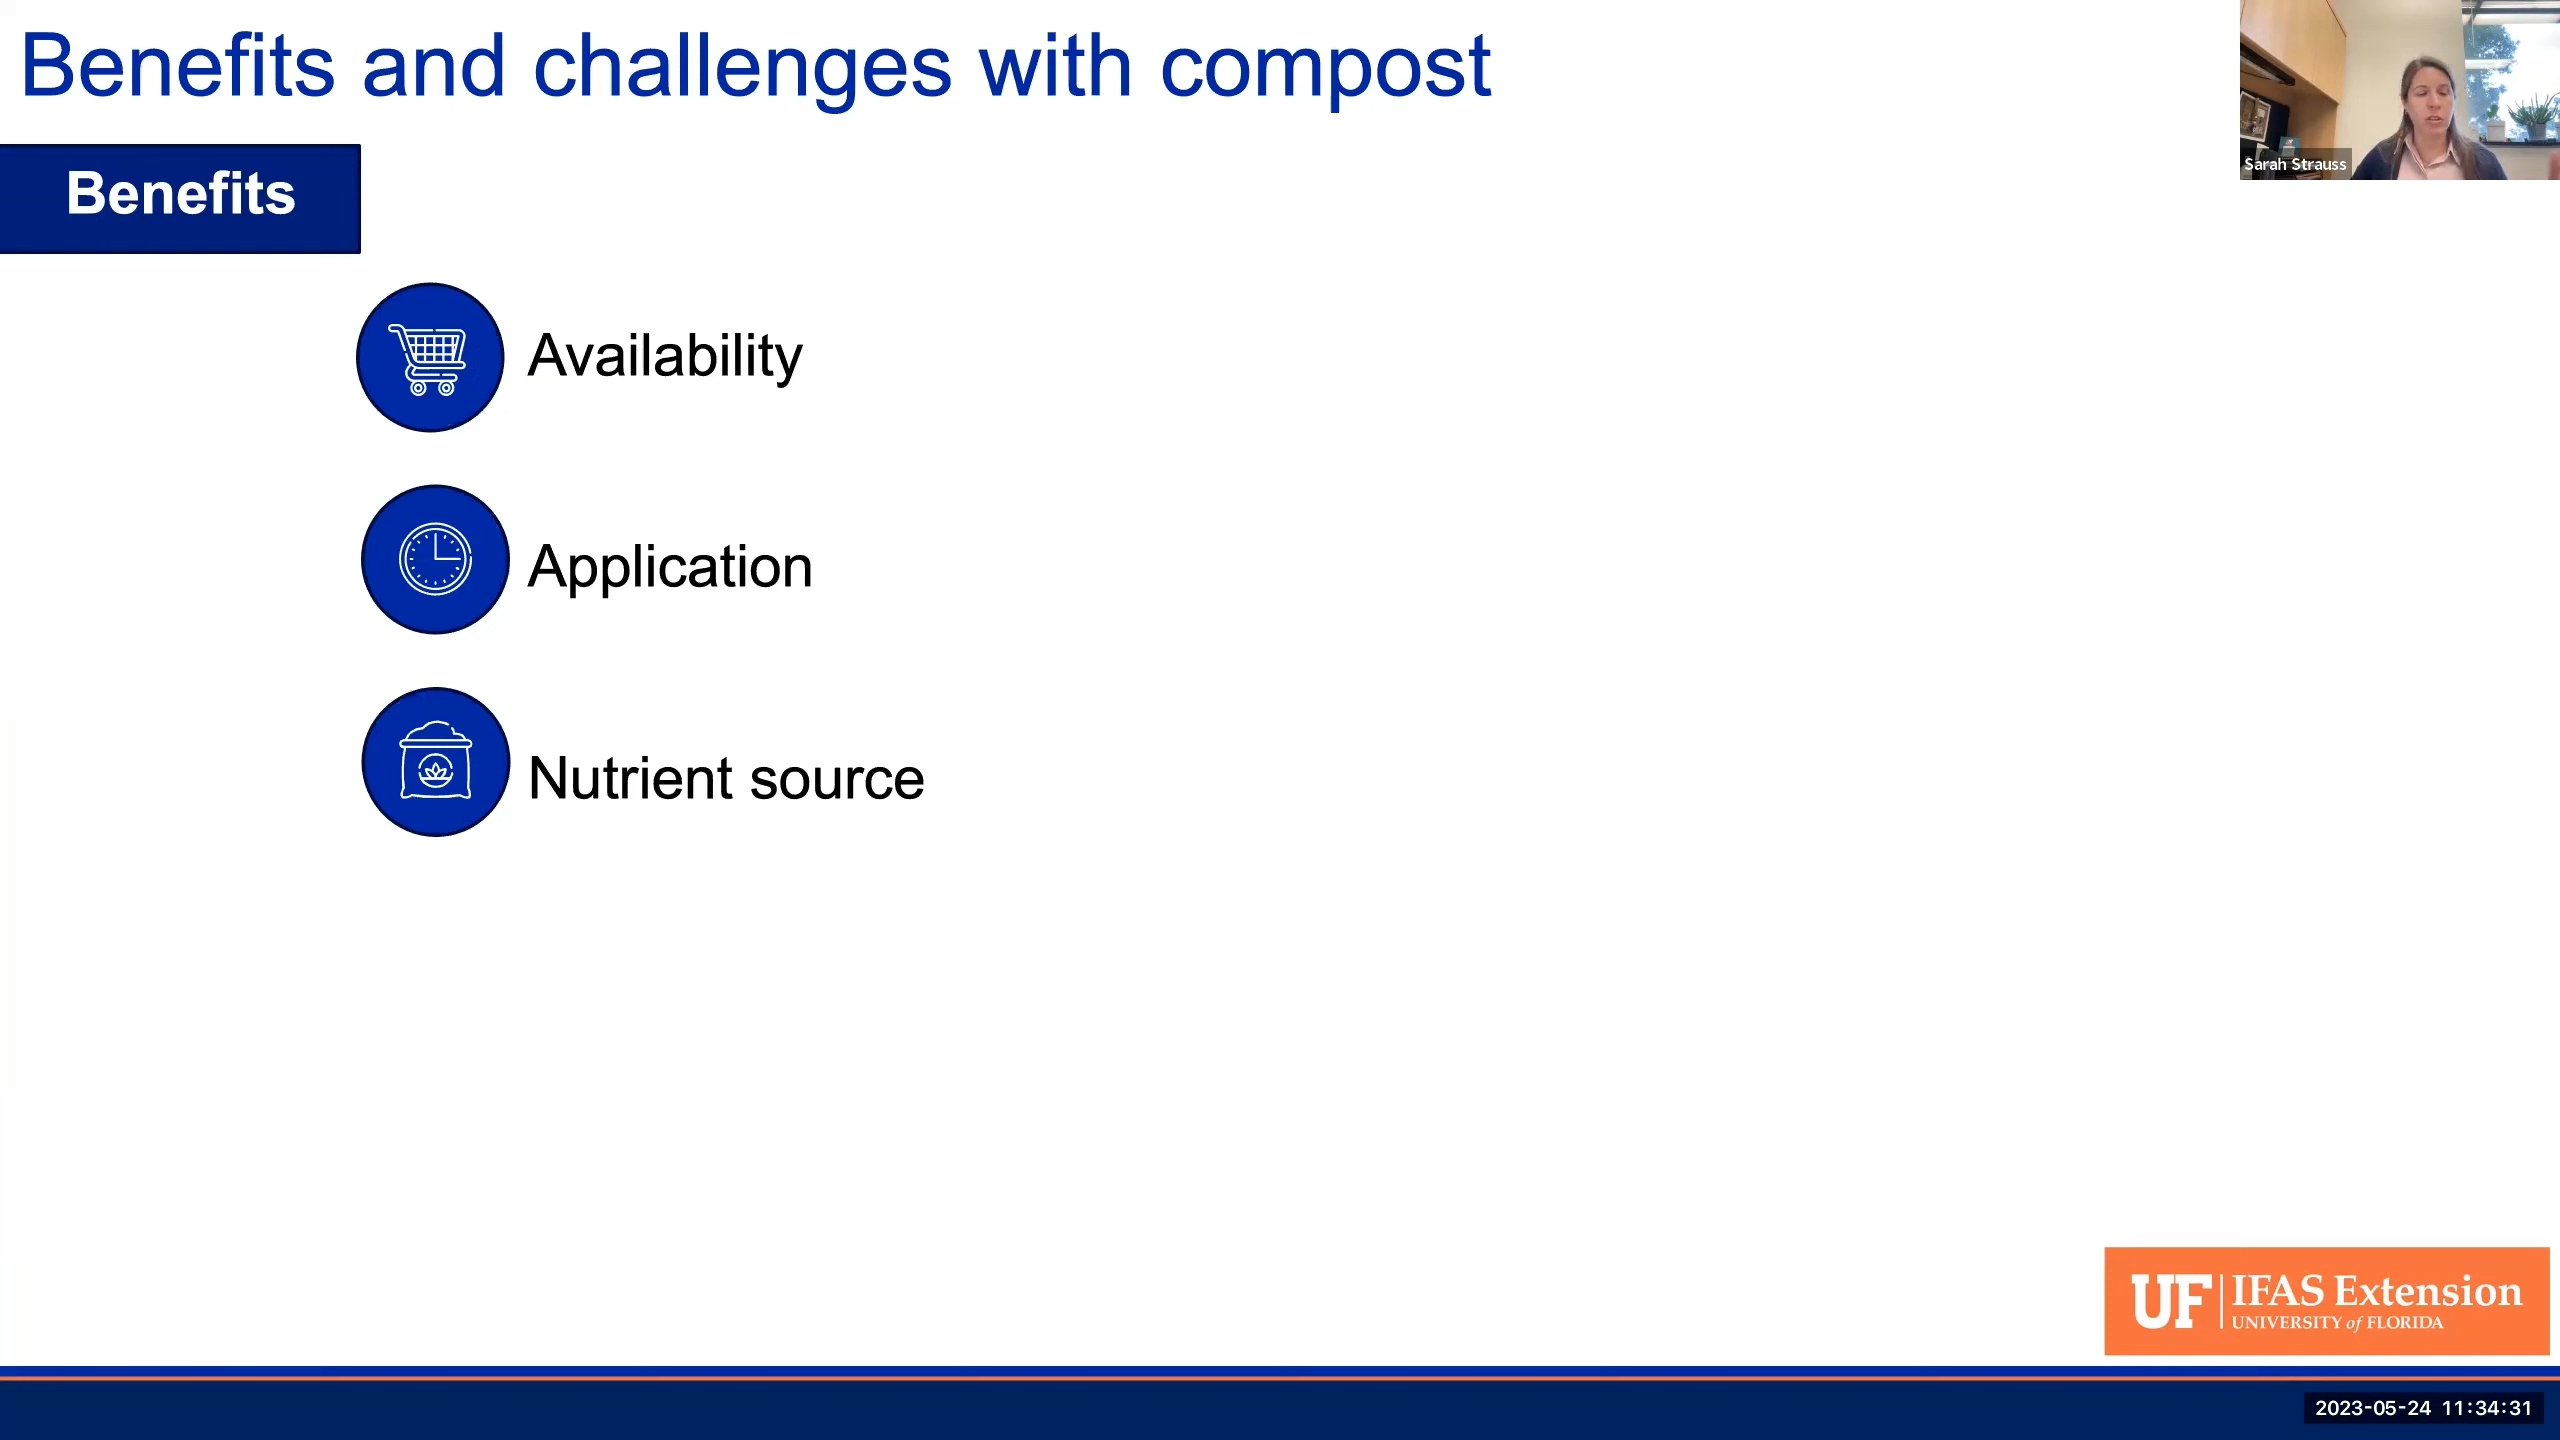 Benefits and challenges with compost
Sarah Strauss
Benefits
Availability
Application
Nutrient source
UF IFAS Extension
UNIVERSITY of FLORIDA
2023-05-24 11:34:31